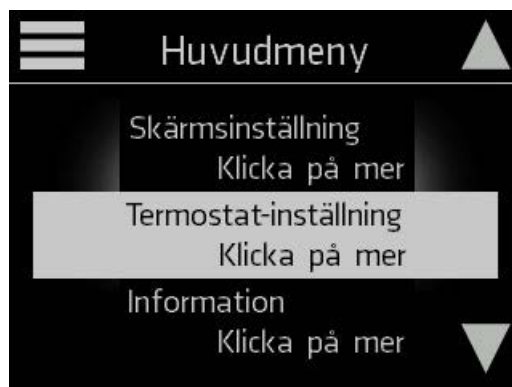 Huvudmeny
Skärmsinställning
Klicka på mer
Termostat-inställning
Klicka på mer
Information
Klicka på mer